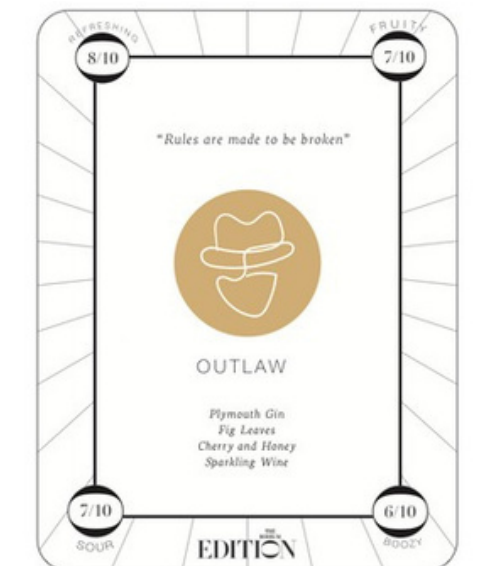 REFRESHING
8/10
FRUITY
7/10
"Rules are made to be broken"
OUTLAW
Plymouth Gin
Fig Leaves
Cherry and Honey
Sparkling Wine
7/10
SOUR
6/10
BOOZY
THE
EDITION